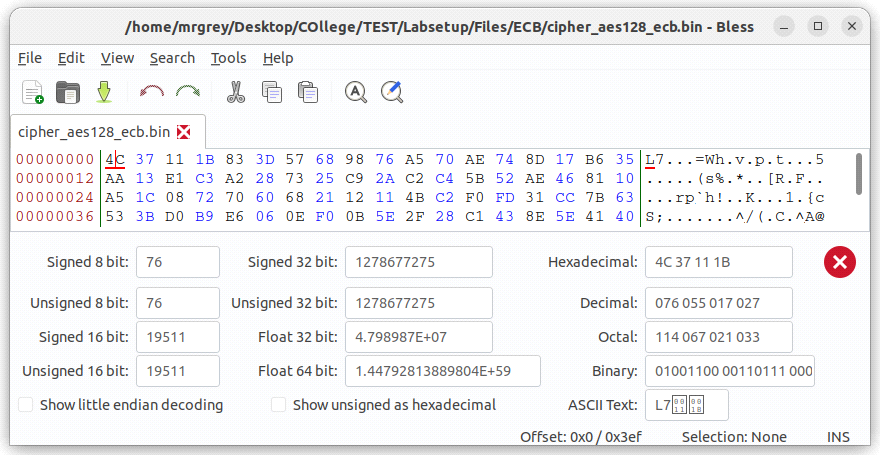 /home/mrgrey/Desktop/COllege/TEST/Labsetup/Files/ECB/cipher_aes128_ecb.bin - Bless
File Edit View Search Tools Help
cipher_aes128_ecb.bin
00000000 4C 37 11 1B 83 3D 57 68 98 76 A5 70 AE 74 8D 17 B6 35 L7...=Wh.v.p.t...5
00000012 AA 13 E1 C3 A2 28 73 25 C9 2A C2 C4 5B 52 AE 46 81 10 .....(s%.*..[R.F..
00000024 A5 1C 08 72 70 60 68 21 12 11 4B C2 F0 FD 31 CC 7B 63 ...rp`h!..K...1.{c
00000036 53 3B D0 B9 E6 06 0E F0 0B 5E 2F 28 C1 43 8E 5E 41 40 S;.......^/(.C.^A@
Signed 8 bit: 76 Signed 32 bit: 1278677275 Hexadecimal: 4C 37 11 1B
Unsigned 8 bit: 76 Unsigned 32 bit: 1278677275 Decimal: 076 055 017 027
Signed 16 bit: 19511 Float 32 bit: 4.798987E+07 Octal: 114 067 021 033
Unsigned 16 bit: 19511 Float 64 bit: 1.44792813889804E+59 Binary: 01001100 00110111 000
Show little endian decoding Show unsigned as hexadecimal ASCII Text: L7
Offset: 0x0 / 0x3ef Selection: None INS